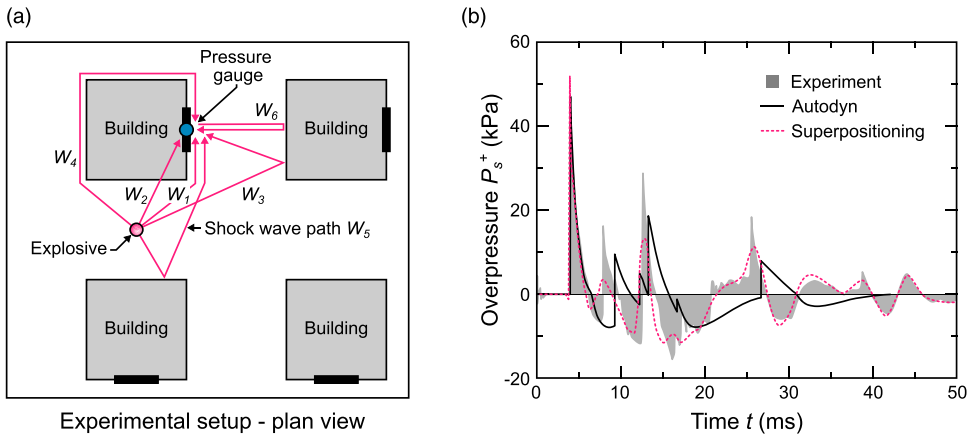 (a)
Pressure
gauge
Building
Building
W6
W4
W2
W1
W3
Explosive
Shock wave path W5
Building
Building
Experimental setup - plan view
(b)
60
40
20
0
-20
Overpressure Ps+ (kPa)
Experiment
Autodyn
Superpositioning
0 10 20 30 40 50
Time t (ms)